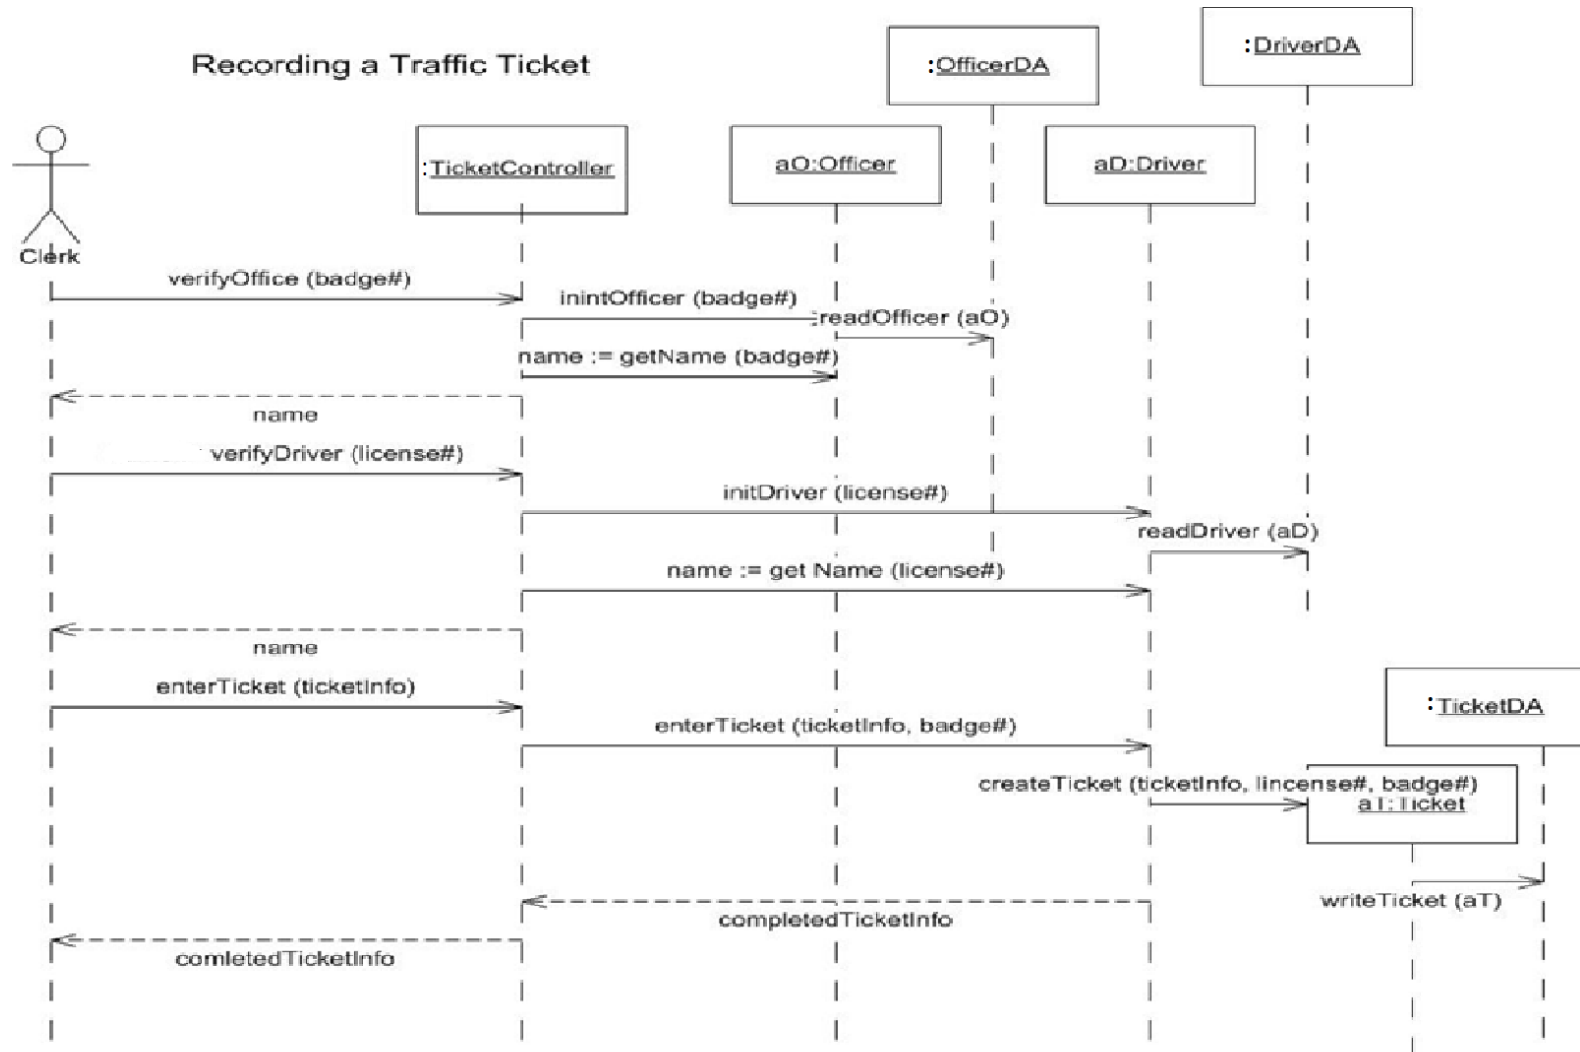 :DriverDA
Recording a Traffic Ticket
:OfficerDA
:TicketController
aO:Officer
aD:Driver
Clerk
verifyOffice (badge#)
inintOfficer (badge#)
:readOfficer (aO)
name := getName (badge#)
name
verifyDriver (license#)
initDriver (license#)
readDriver (aD)
name := get Name (license#)
name
enterTicket (ticketInfo)
:TicketDA
enterTicket (ticketInfo, badge#)
createTicket (ticketInfo, lincense#, badge#)
aT:Ticket
writeTicket (aT)
completedTicketInfo
comletedTicketInfo